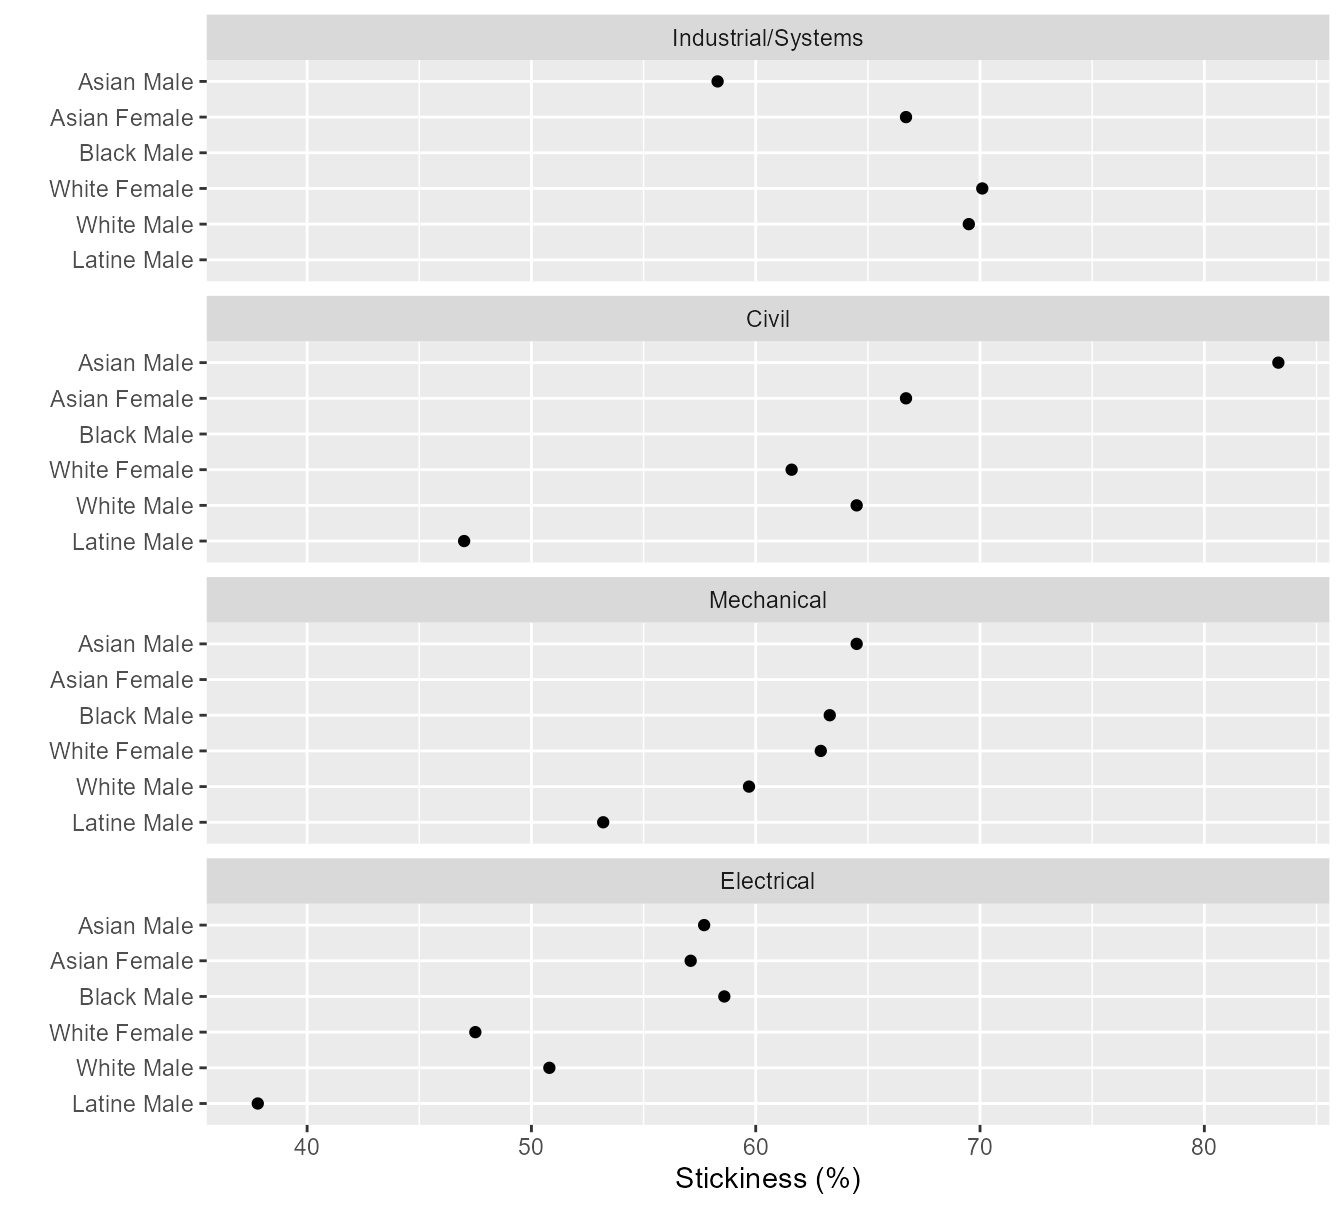 Industrial/Systems
Asian Male
Asian Female
Black Male
White Female
White Male
Latine Male
Civil
Asian Male
Asian Female
Black Male
White Female
White Male
Latine Male
Mechanical
Asian Male
Asian Female
Black Male
White Female
White Male
Latine Male
Electrical
Asian Male
Asian Female
Black Male
White Female
White Male
Latine Male
40 50 60 70 80
Stickiness (%)